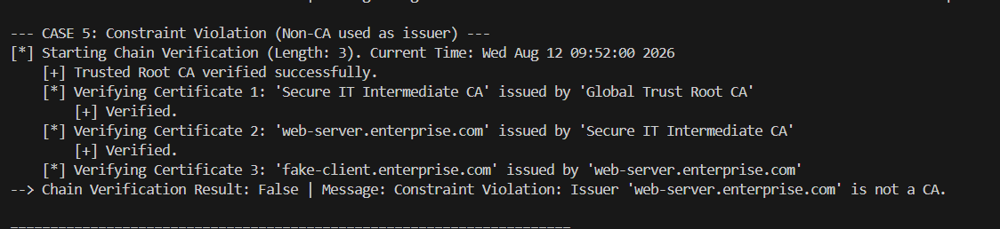 --- CASE 5: Constraint Violation (Non-CA used as issuer) ---
[*] Starting Chain Verification (Length: 3). Current Time: Wed Aug 12 09:52:00 2026
[+] Trusted Root CA verified successfully.
[*] Verifying Certificate 1: 'Secure IT Intermediate CA' issued by 'Global Trust Root CA'
[+] Verified.
[*] Verifying Certificate 2: 'web-server.enterprise.com' issued by 'Secure IT Intermediate CA'
[+] Verified.
[*] Verifying Certificate 3: 'fake-client.enterprise.com' issued by 'web-server.enterprise.com'
--> Chain Verification Result: False | Message: Constraint Violation: Issuer 'web-server.enterprise.com' is not a CA.
======================================================================